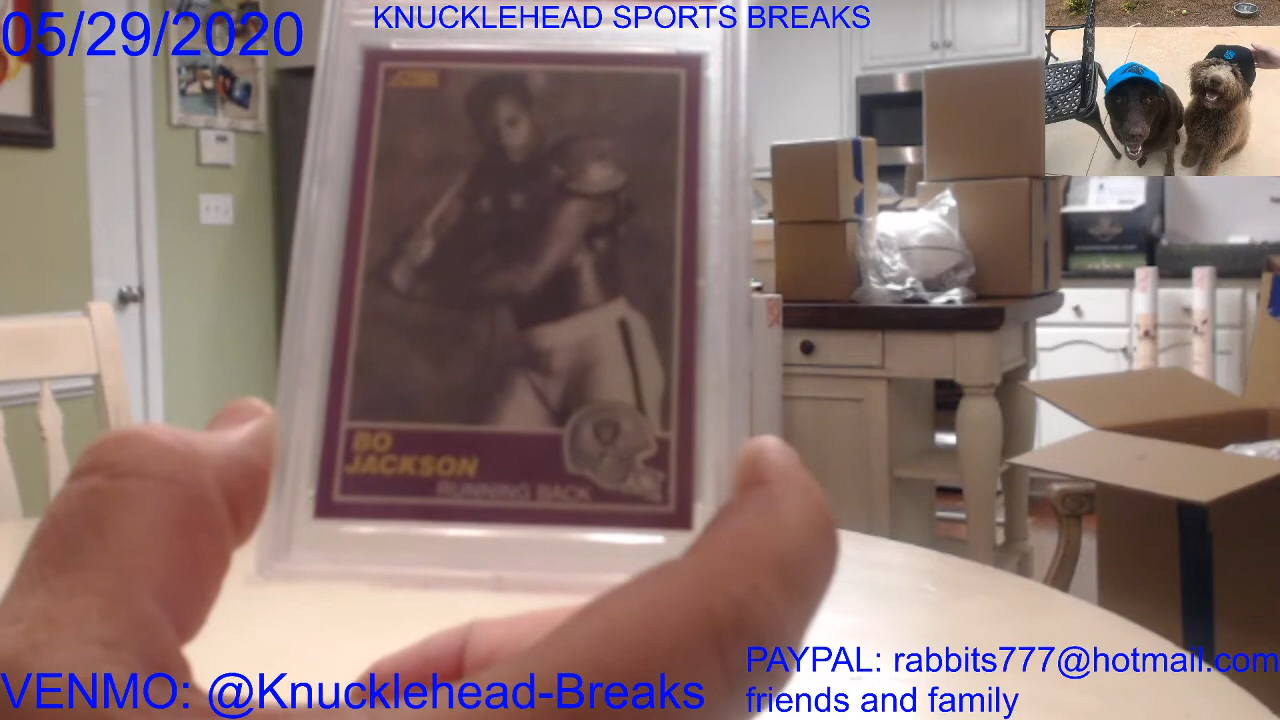 05/29/2020
KNUCKLEHEAD SPORTS BREAKS
SCORE
BO
JACKSON
RUNNING BACK
VENMO: @Knucklehead-Breaks
PAYPAL: rabbits777@hotmail.com
friends and family